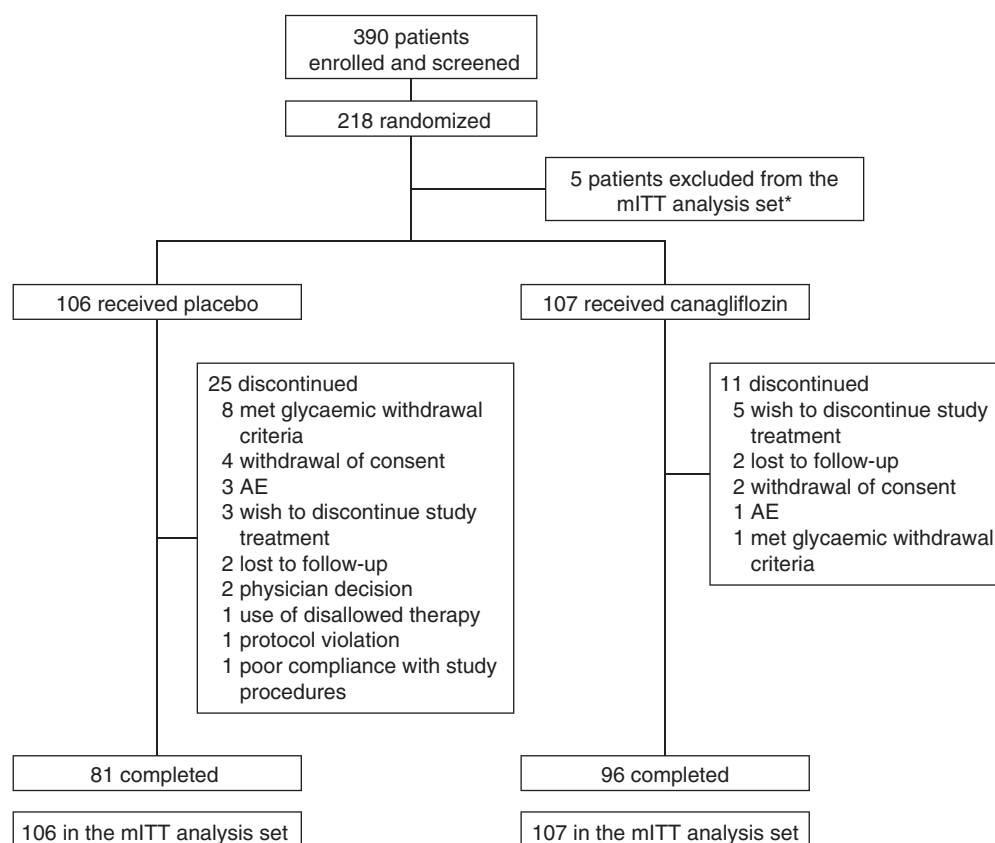 390 patients
enrolled and screened
218 randomized
5 patients excluded from the
mITT analysis set*
106 received placebo
107 received canagliflozin
25 discontinued
8 met glycaemic withdrawal
criteria
4 withdrawal of consent
3 AE
3 wish to discontinue study
treatment
2 lost to follow-up
2 physician decision
1 use of disallowed therapy
1 protocol violation
1 poor compliance with study
procedures
11 discontinued
5 wish to discontinue study
treatment
2 lost to follow-up
2 withdrawal of consent
1 AE
1 met glycaemic withdrawal
criteria
81 completed
96 completed
106 in the mITT analysis set
107 in the mITT analysis set